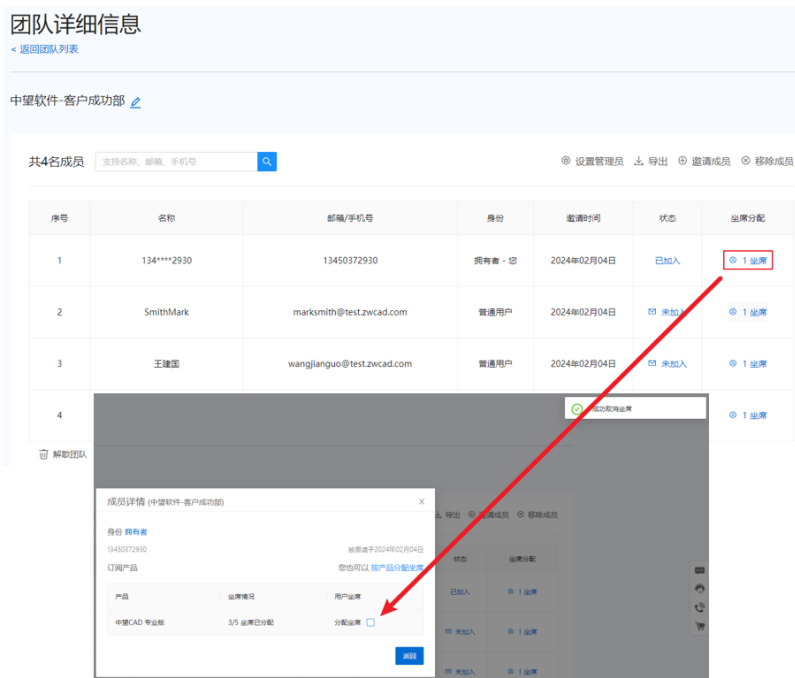 团队详细信息
< 返回团队列表
中望软件-客户成功部
共4名成员 支持名称、邮箱、手机号 设置管理员 导出 邀请成员 移除成员
序号 名称 邮箱/手机号 身份 邀请时间 状态 坐席分配
1 134****2930 13450372930 拥有者 - 您 2024年02月04日 已加入 1 坐席
2 SmithMark marksmith@test.zwcad.com 普通用户 2024年02月04日 未加入 1 坐席
3 王建国 wangjianguo@test.zwcad.com 普通用户 2024年02月04日 未加入 1 坐席
4 1 坐席
成功取消坐席
解散团队
成员详情 (中望软件-客户成功部)
导出 邀请成员 移除成员
身份 拥有者
13450372930 被邀请于2024年02月04日
订阅产品 您也可以 按产品分配坐席
状态 坐席分配
产品 坐席情况 用户坐席
已加入 1 坐席
中望CAD 专业版 3/5 坐席已分配 分配坐席
未加入 1 坐席
返回
未加入 1 坐席